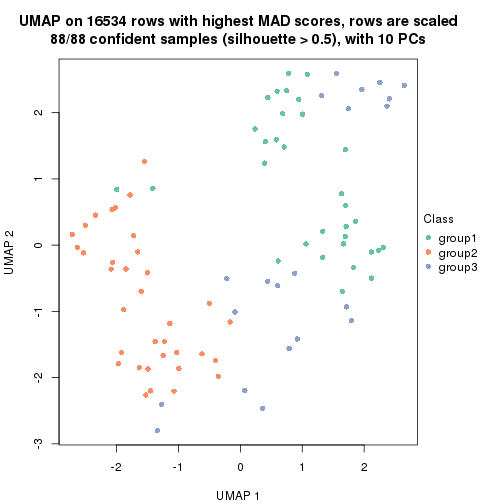 UMAP on 16534 rows with highest MAD scores, rows are scaled
88/88 confident samples (silhouette > 0.5), with 10 PCs
2
1
0
-1
-2
-3
UMAP 2
-2
-1
0
1
2
UMAP 1
Class
group1
group2
group3